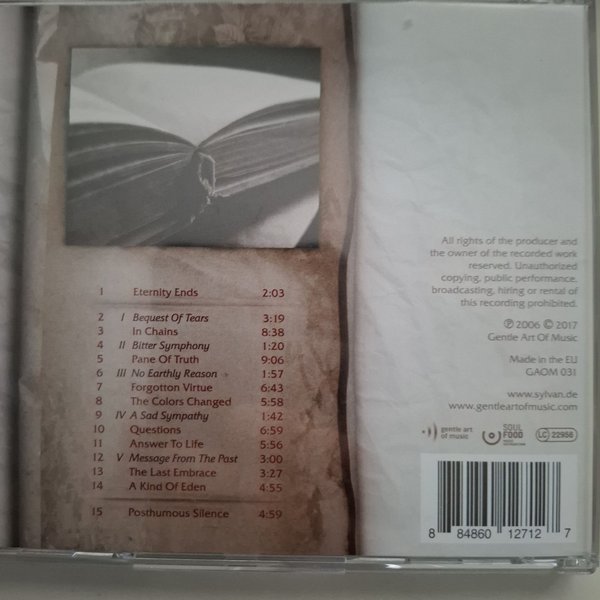 1 Eternity Ends 2:03
2 I Bequest Of Tears 3:19
3 In Chains 8:38
4 II Bitter Symphony 1:20
5 Pane Of Truth 9:06
6 III No Earthly Reason 1:57
7 Forgotton Virtue 6:43
8 The Colors Changed 5:58
9 IV A Sad Sympathy 1:42
10 Questions 6:59
11 Answer To Life 5:56
12 V Message From The Past 3:00
13 The Last Embrace 3:27
14 A Kind Of Eden 4:55
15 Posthumous Silence 4:59
All rights of the producer and
the owner of the recorded work
reserved. Unauthorized
copying, public performance,
broadcasting, hiring or rental of
this recording prohibited.
℗ 2006 © 2017
Gentle Art Of Music
Made in the EU
GAOM 031
www.sylvan.de
www.gentleartofmusic.com
gentle art
of music
SOUL
FOOD
LC 22956
8 84860 12712 7